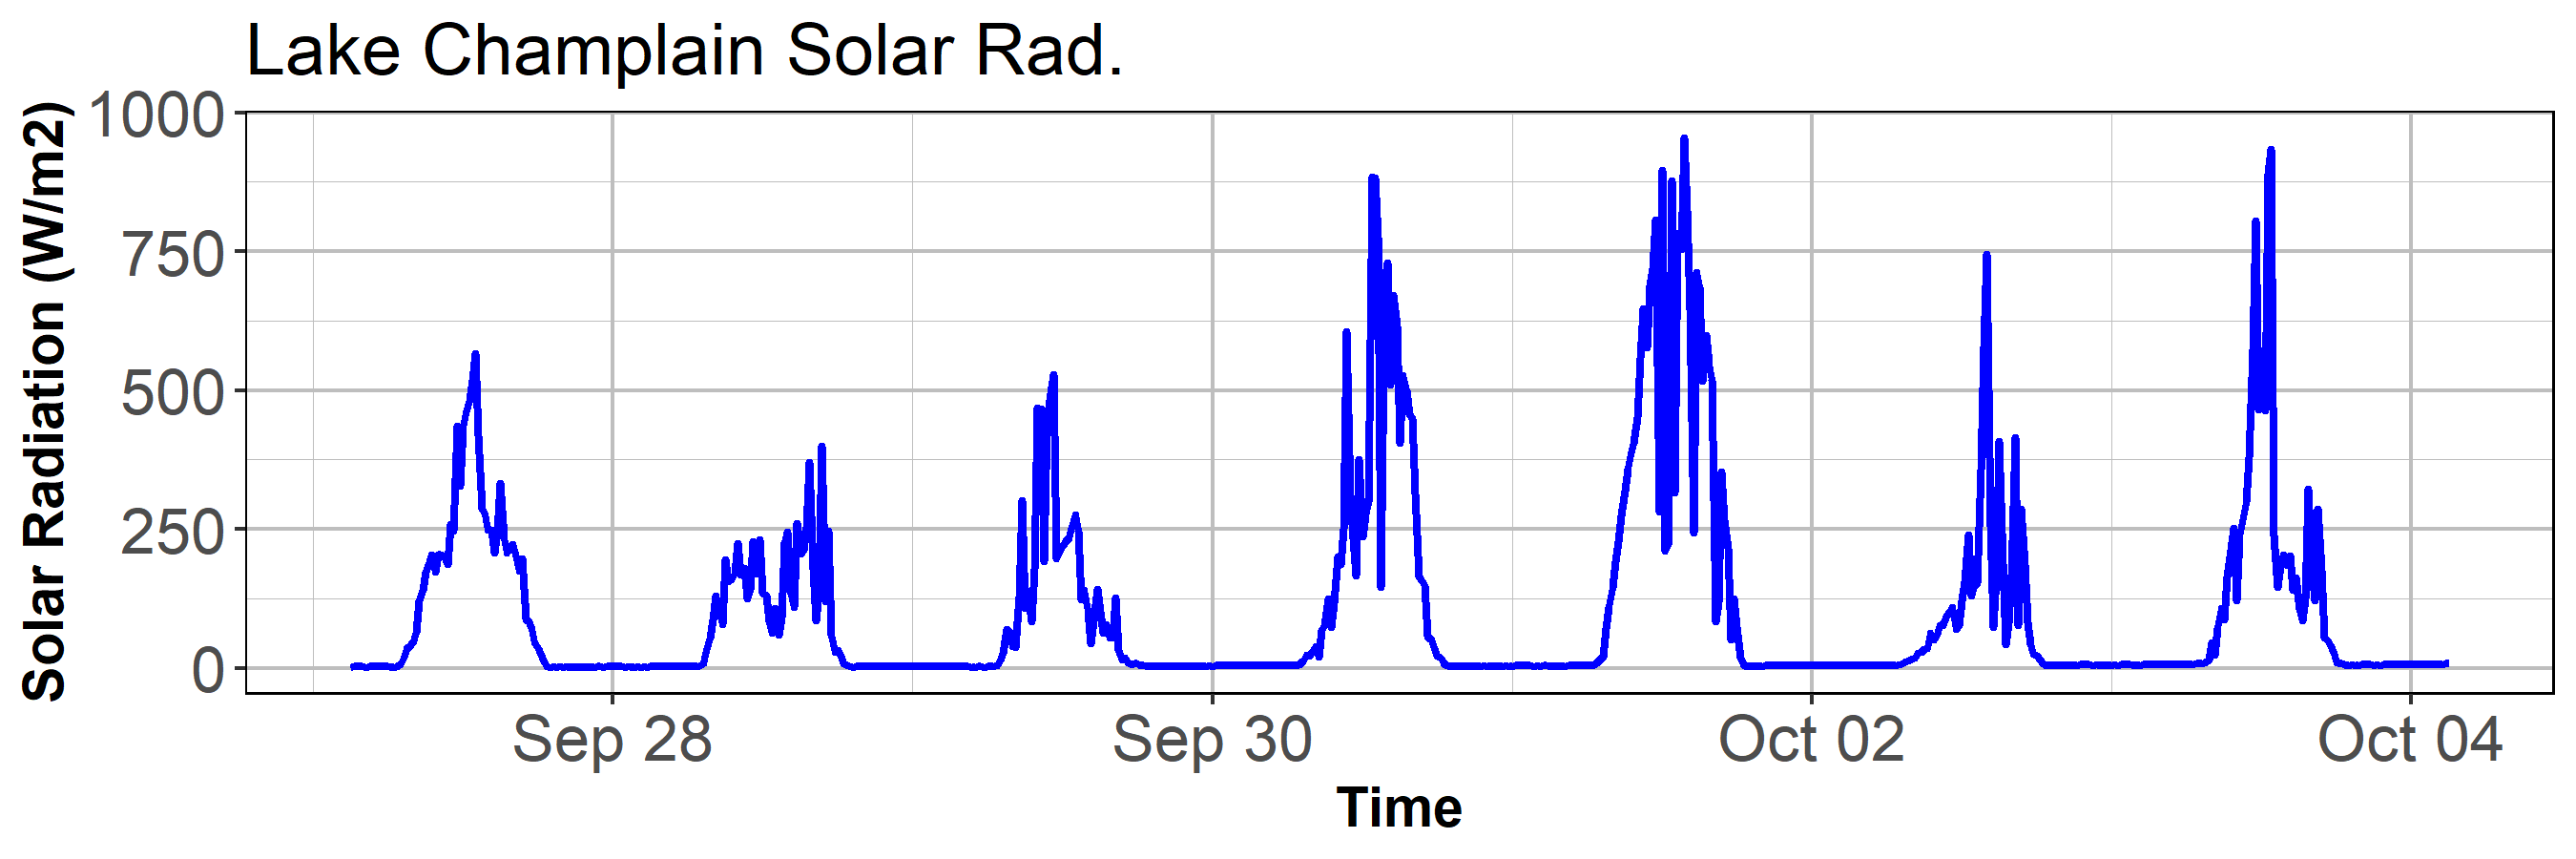 Lake Champlain Solar Rad.
Solar Radiation (W/m2)
1000
750
500
250
0
Sep 28
Sep 30
Oct 02
Oct 04
Time